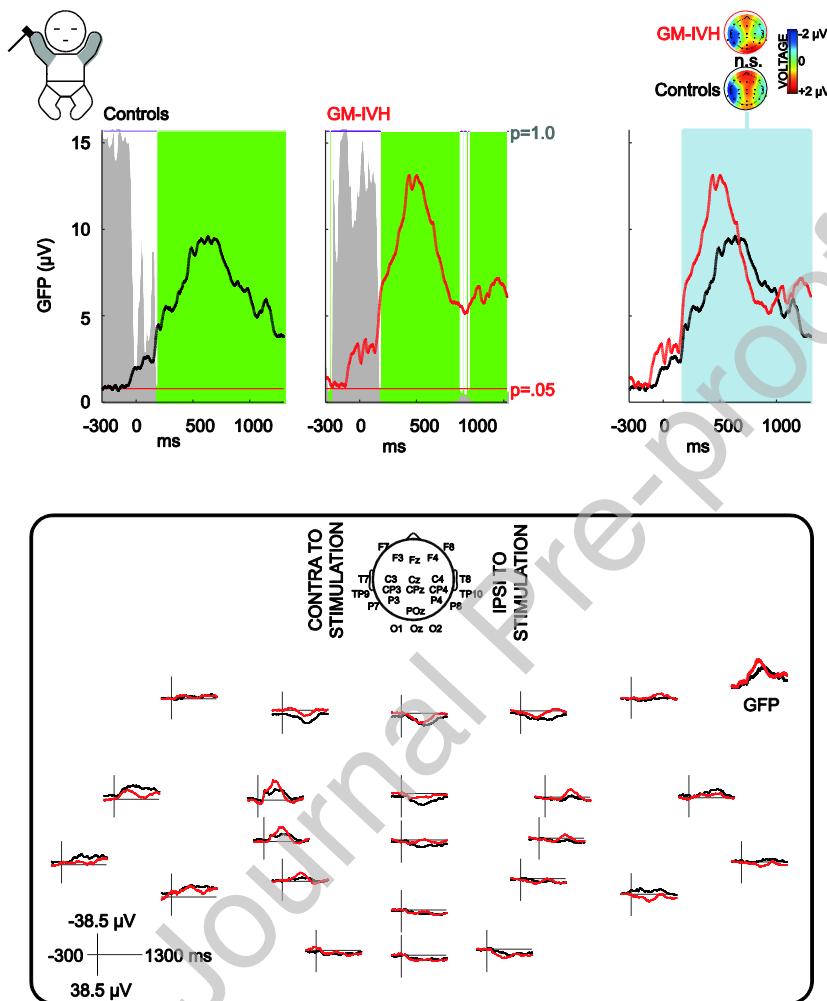 GM-IVH
n.s.
Controls
VOLTAGE
-2 µV
0
+2 µV
Controls
GM-IVH
15
10
5
0
GFP (µV)
p=1.0
p=.05
-300 0 500 1000
ms
-300 0 500 1000
ms
-300 0 500 1000
ms
CONTRA TO
STIMULATION
IPSI TO
STIMULATION
F7 F8
F3 Fz F4
T7 C3 Cz C4 T8
TP9 CP3 CPz CP4 TP10
P7 P3 P4 P8
POz
O1 Oz O2
GFP
-38.5 µV
-300 1300 ms
38.5 µV
Journal Pre-proof